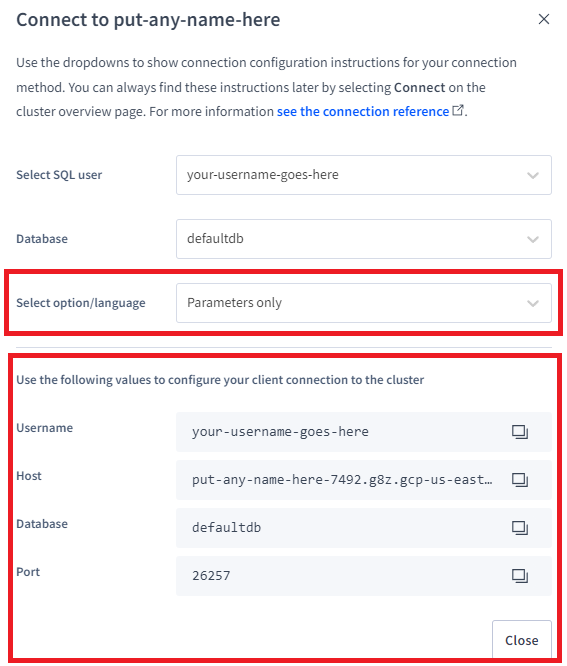 Connect to put-any-name-here
Use the dropdowns to show connection configuration instructions for your connection
method. You can always find these instructions later by selecting Connect on the
cluster overview page. For more information see the connection reference.
Select SQL user
your-username-goes-here
Database
defaultdb
Select option/language
Parameters only
Use the following values to configure your client connection to the cluster
Username
your-username-goes-here
Host
put-any-name-here-7492.g8z.gcp-us-east…
Database
defaultdb
Port
26257
Close